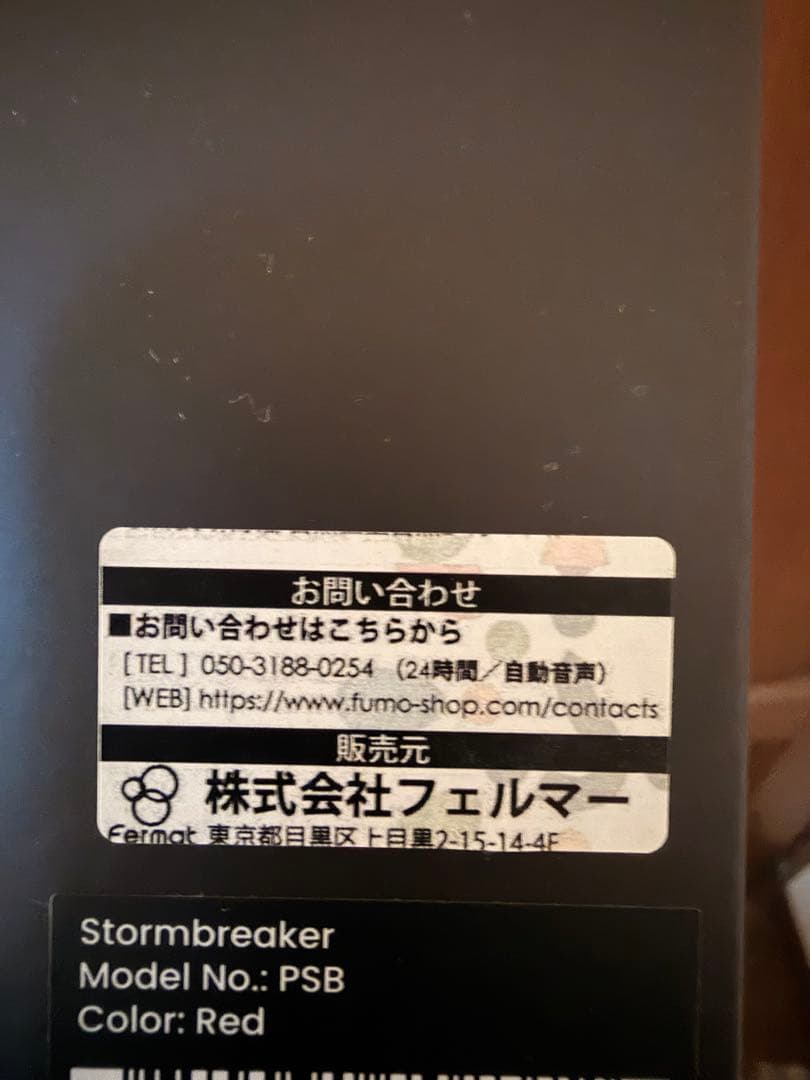 お問い合わせ
■お問い合わせはこちらから
[TEL] 050-3188-0254 （24時間／自動音声）
[WEB] https://www.fumo-shop.com/contacts
販売元
株式会社フェルマー
Fermat 東京都目黒区上目黒2-15-14-4F
Stormbreaker
Model No.: PSB
Color: Red